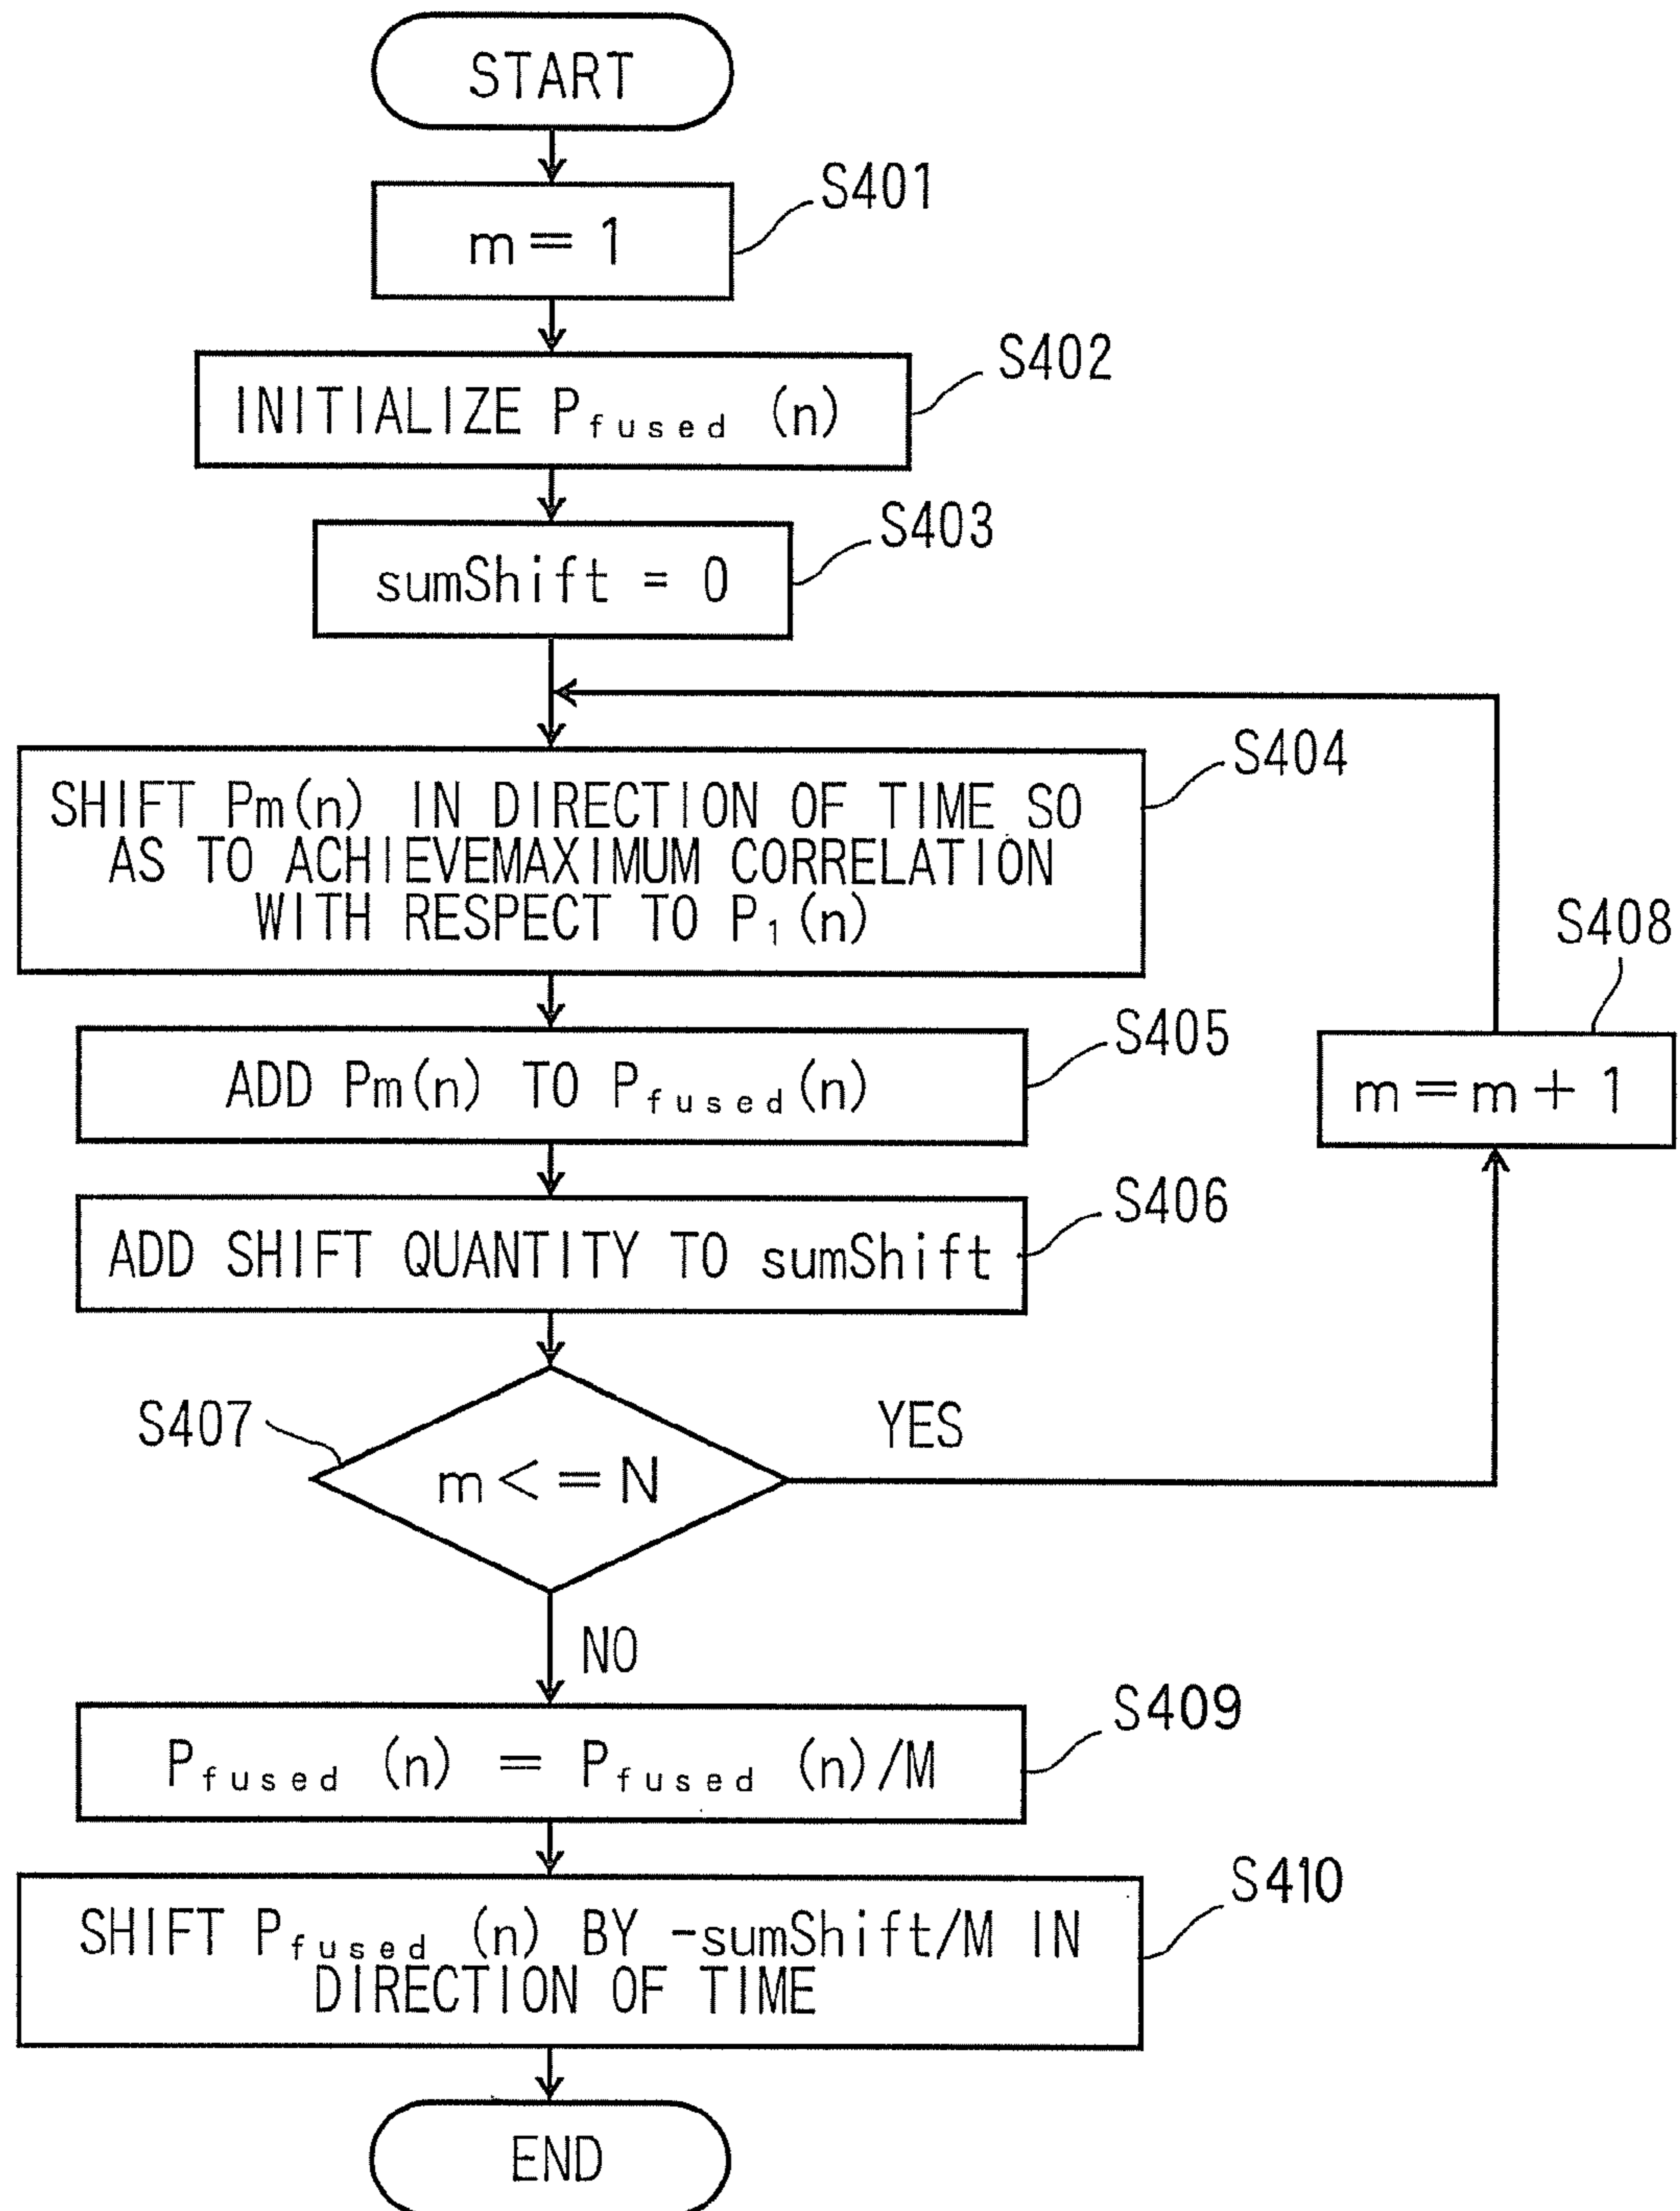 START
S401
m = 1
S402
INITIALIZE Pfused (n)
S403
sumShift = 0
S404
SHIFT Pm(n) IN DIRECTION OF TIME SO
AS TO ACHIEVEMAXIMUM CORRELATION
WITH RESPECT TO P1(n)
S408
m = m + 1
S405
ADD Pm(n) TO Pfused(n)
S406
ADD SHIFT QUANTITY TO sumShift
S407
m < = N
YES
NO
S409
Pfused (n) = Pfused (n)/M
S410
SHIFT Pfused (n) BY -sumShift/M IN
DIRECTION OF TIME
END